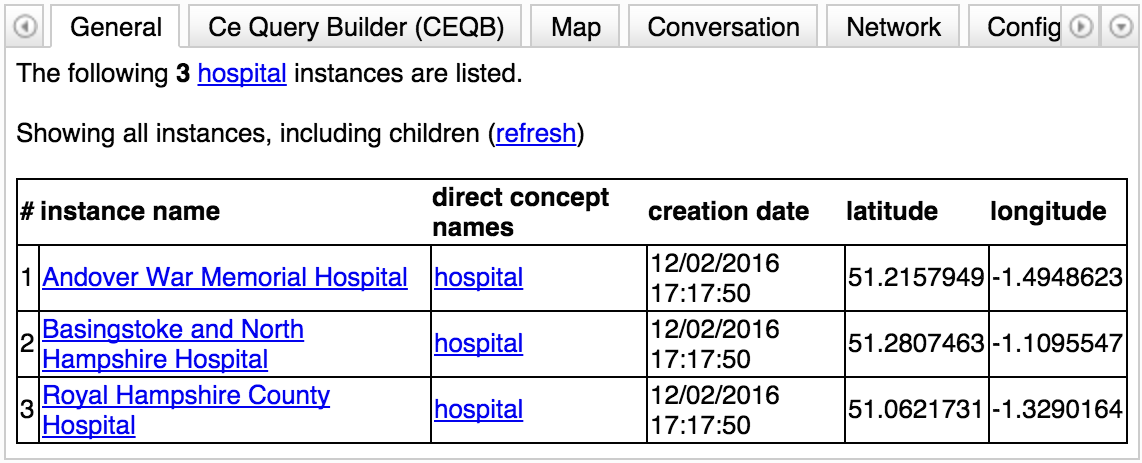 General Ce Query Builder (CEQB) Map Conversation Network Config
The following 3 hospital instances are listed.
Showing all instances, including children (refresh)
# instance name direct concept names creation date latitude longitude
1 Andover War Memorial Hospital hospital 12/02/2016 17:17:50 51.2157949 -1.4948623
2 Basingstoke and North Hampshire Hospital hospital 12/02/2016 17:17:50 51.2807463 -1.1095547
3 Royal Hampshire County Hospital hospital 12/02/2016 17:17:50 51.0621731 -1.3290164